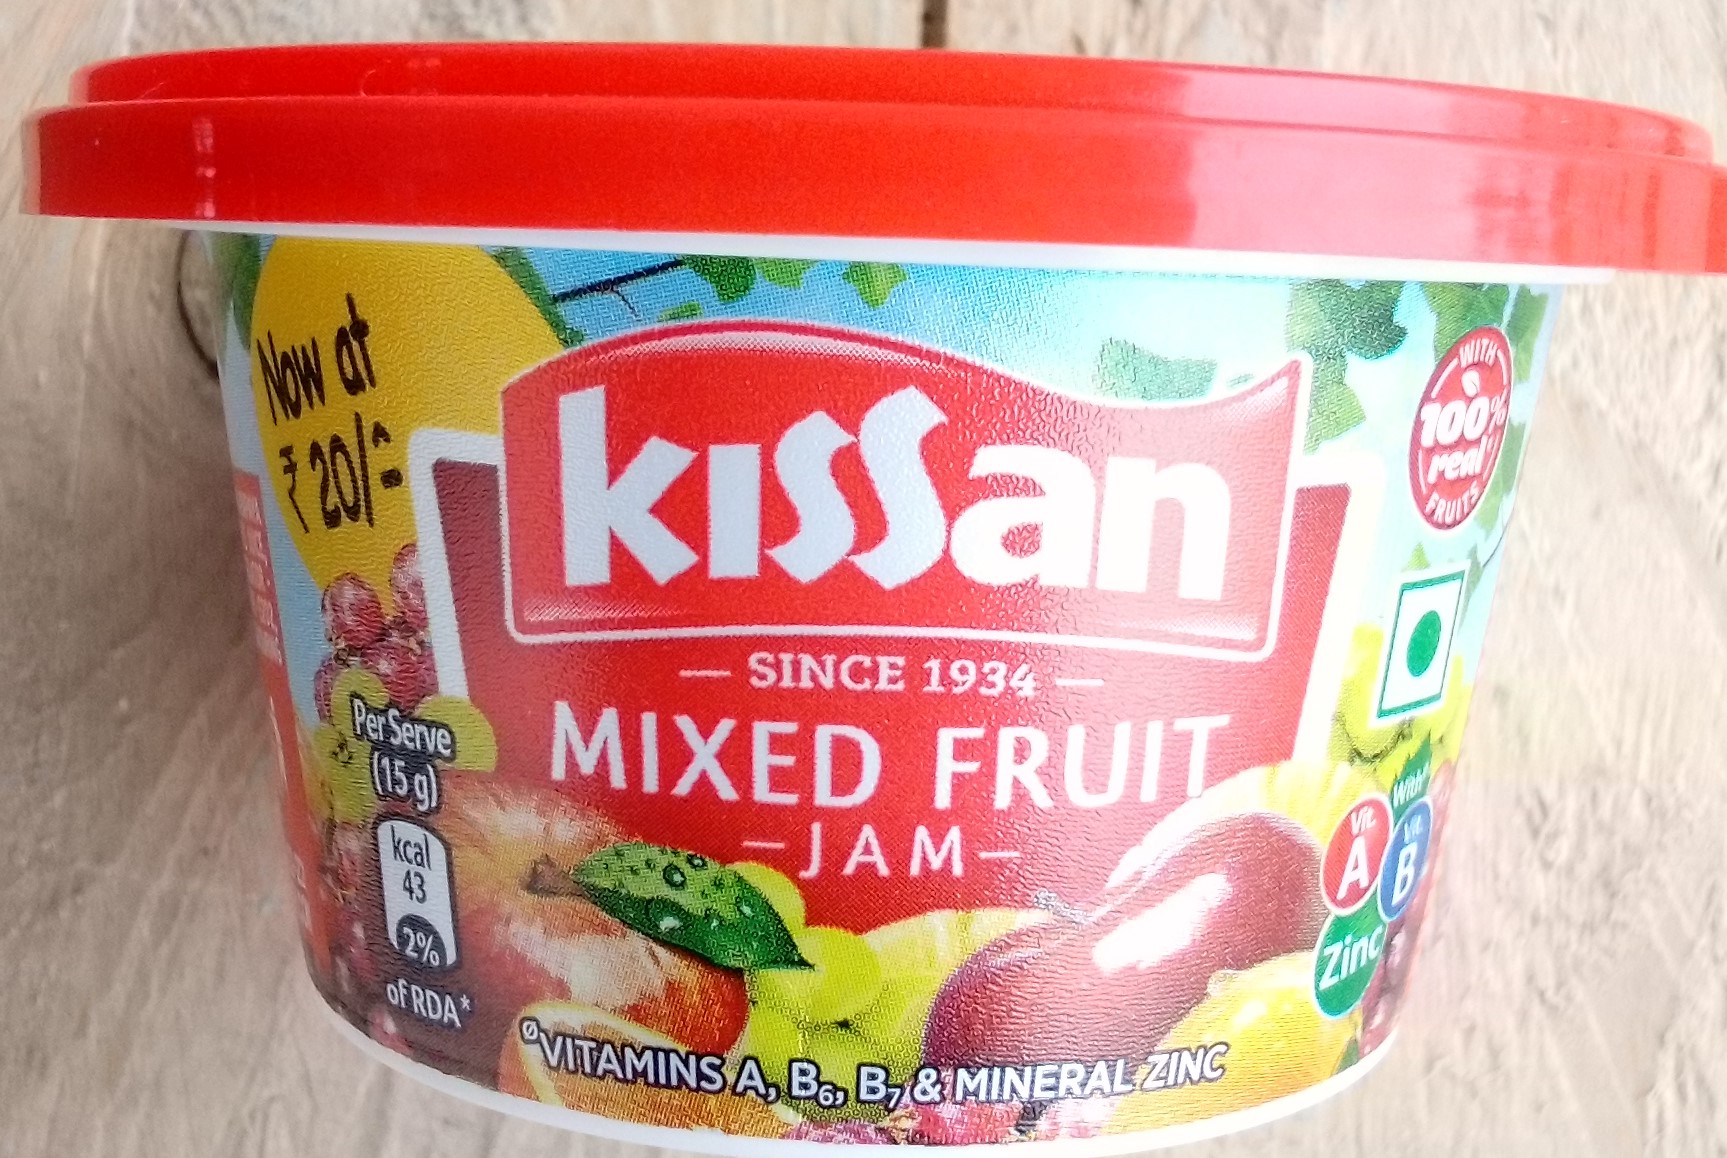 Now at
₹ 20/-
kissan
WITH
100%
real
FRUITS
SINCE 1934
MIXED FRUIT
JAM
Per Serve
(15 g)
kcal
43
2%
of RDA*
With
Vit.
A
Vit.
B
Zinc
ØVITAMINS A, B₆, B₇ & MINERAL ZINC